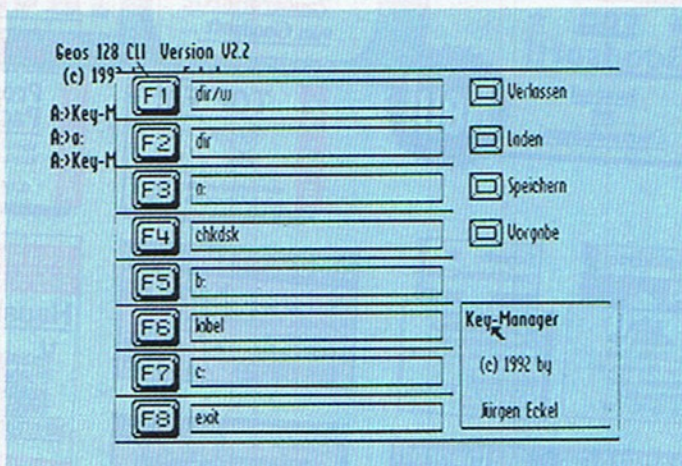 Geos 128 CLI Version V2.2
(c) 199
A:>Key-M
A:>a:
A:>Key-M
F1 dir/w
F2 dir
F3 a:
F4 chkdsk
F5 b:
F6 label
F7 c:
F8 exit
Verlassen
Laden
Speichern
Vorgabe
Key-Manager
(c) 1992 by
Jürgen Eckel